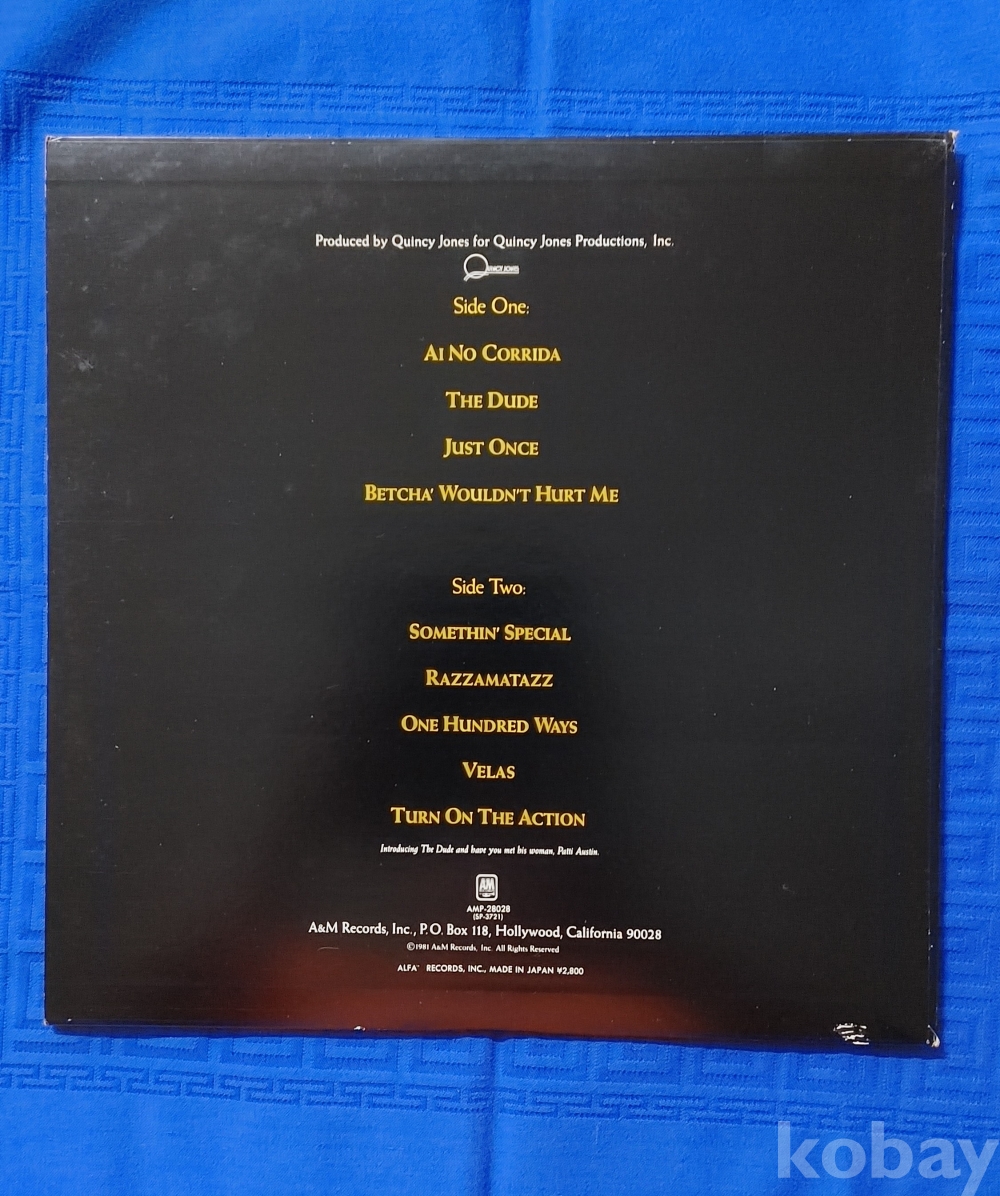 Produced by Quincy Jones for Quincy Jones Productions, Inc.
QUINCY JONES
Side One:
AI NO CORRIDA
THE DUDE
JUST ONCE
BETCHA' WOULDN'T HURT ME
Side Two:
SOMETHIN' SPECIAL
RAZZAMATAZZ
ONE HUNDRED WAYS
VELAS
TURN ON THE ACTION
Introducing The Dude and have you met his woman, Patti Austin.
AM
AMP-28028
(SP-3721)
A&M Records, Inc., P.O. Box 118, Hollywood, California 90028
©1981 A&M Records, Inc. All Rights Reserved
ALFA RECORDS, INC., MADE IN JAPAN ¥2,800
kobay